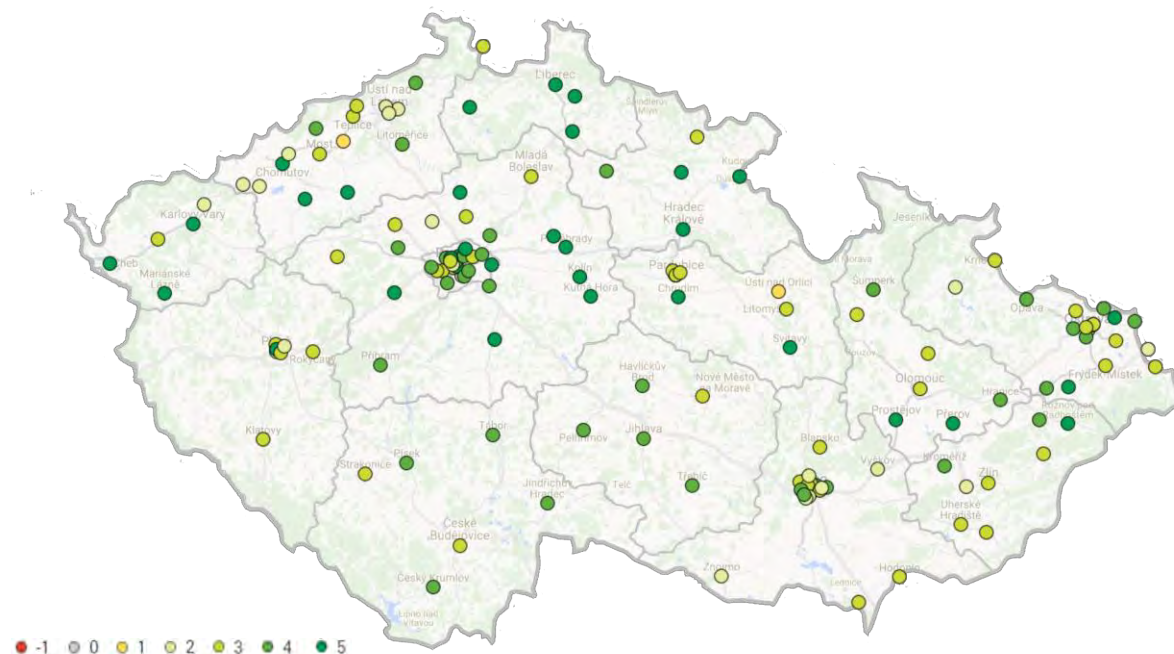 Liberec
Ústí nad
Labem
Teplice
Most
Litoměřice
Chomutov
Mladá
Boleslav
Karlovy Vary
Cheb
Mariánské
Lázně
Hradec
Králové
Jeseník
Kolín
Kutná Hora
Chrudim
Ústí nad Orlicí
Litomyšl
Svitavy
Šumperk
Opava
Rokycany
Příbram
Havlíčkův
Brod
Nové Město
na Moravě
Olomouc
Frýdek-Místek
Hranice
Prostějov
Přerov
Klatovy
Tábor
Pelhřimov
Jihlava
Blansko
Vyškov
Kroměříž
Zlín
Strakonice
Písek
Jindřichův
Hradec
Telč
Třebíč
Uherské
Hradiště
České
Budějovice
Znojmo
Hodonín
Český Krumlov
-1 0 1 2 3 4 5